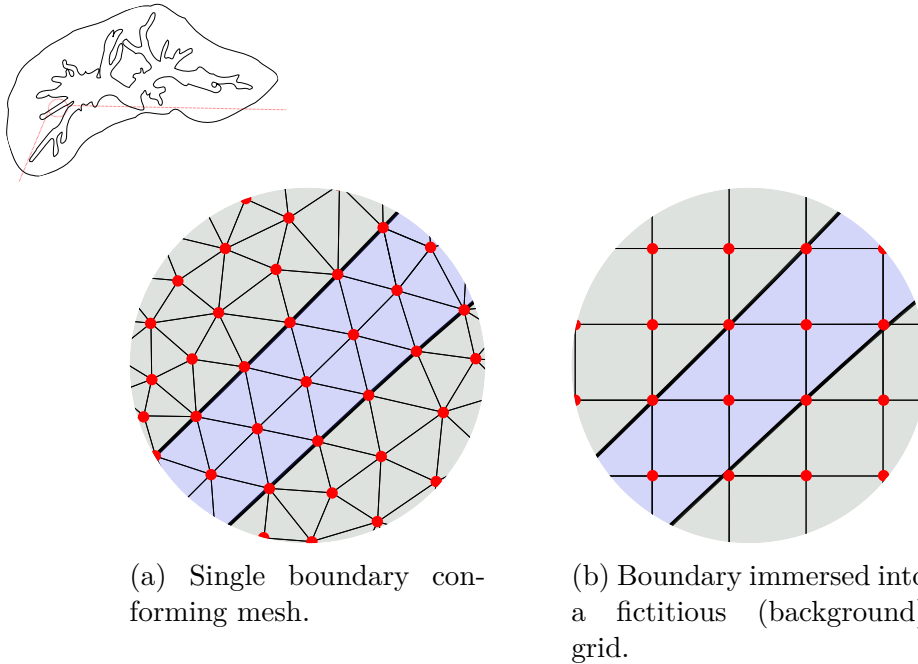 (a) Single boundary con-
forming mesh.
(b) Boundary immersed into
a fictitious (background)
grid.